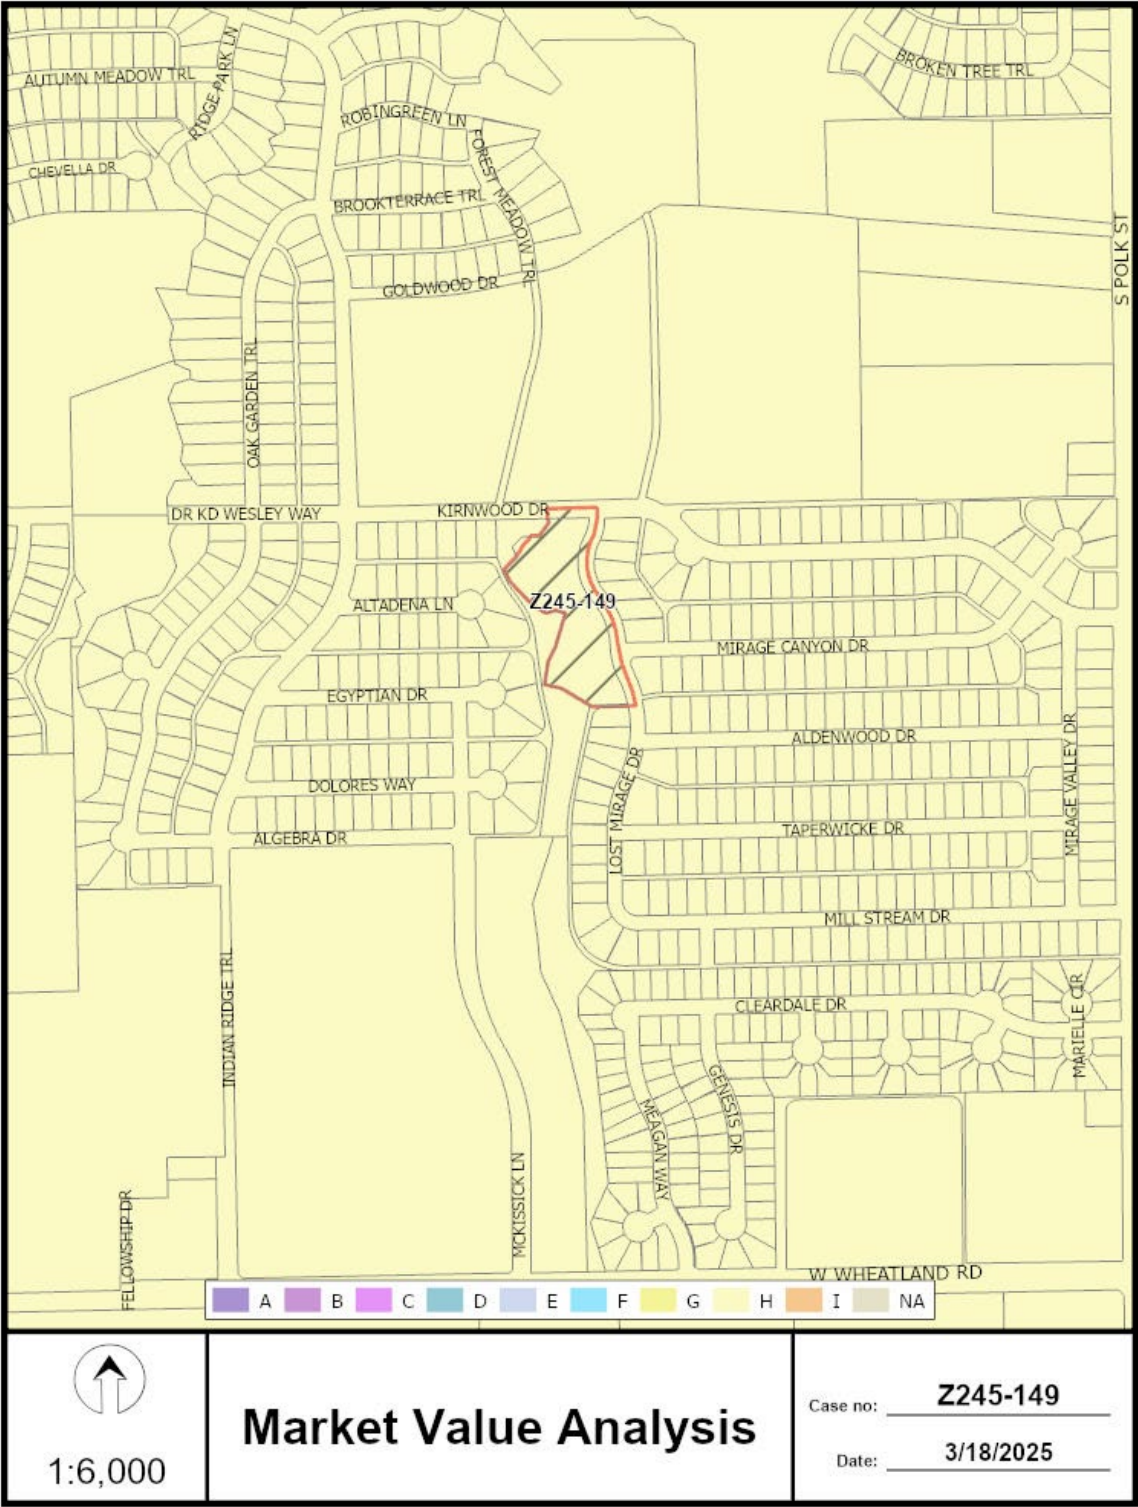 BROKEN TREE TRL
AUTUMN MEADOW TRL
RIDGE PARK LN
ROBINGREEN LN
FOREST MEADOW TRL
CHEVELLA DR
BROOKTERRACE TRL
S POLK ST
GOLDWOOD DR
OAK GARDEN TRL
DR KD WESLEY WAY
KIRNWOOD DR
Z245-149
ALTADENA LN
MIRAGE CANYON DR
EGYPTIAN DR
ALDENWOOD DR
MIRAGE VALLEY DR
DOLORES WAY
LOST MIRAGE DR
TAPERWICKE DR
ALGEBRA DR
MILL STREAM DR
INDIAN RIDGE TRL
CLEARDALE DR
MARIELLE CIR
GENESIS DR
MEAGAN WAY
MCKISSICK LN
FELLOWSHIP DR
W WHEATLAND RD
A B C D E F G H I NA
1:6,000
Market Value Analysis
Case no: Z245-149
Date: 3/18/2025